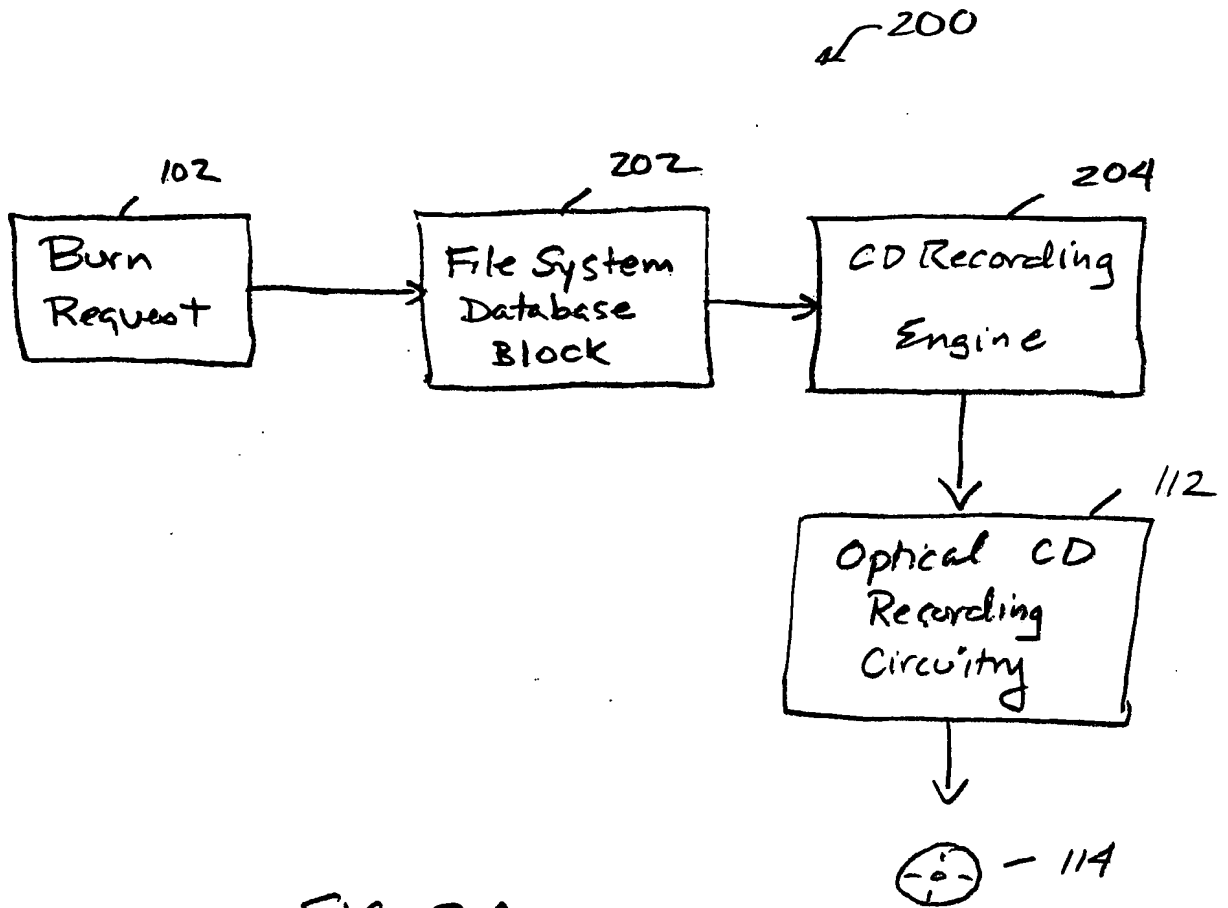 200
102
202
204
Burn
Request
File System
Database
Block
CD Recording
Engine
112
Optical CD
Recording
Circuitry
114